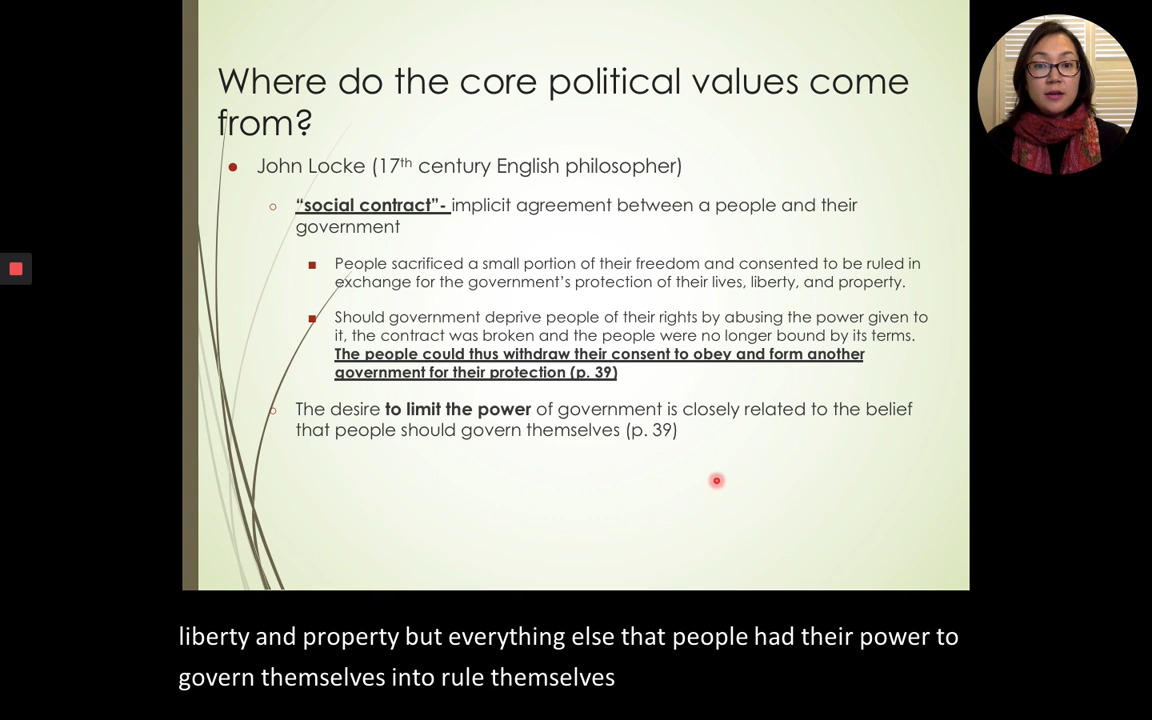 Where do the core political values come
from?
John Locke (17th century English philosopher)
"social contract"- implicit agreement between a people and their
government
People sacrificed a small portion of their freedom and consented to be ruled in
exchange for the government's protection of their lives, liberty, and property.
Should government deprive people of their rights by abusing the power given to
it, the contract was broken and the people were no longer bound by its terms.
The people could thus withdraw their consent to obey and form another
government for their protection (p. 39)
The desire to limit the power of government is closely related to the belief
that people should govern themselves (p. 39)
liberty and property but everything else that people had their power to
govern themselves into rule themselves